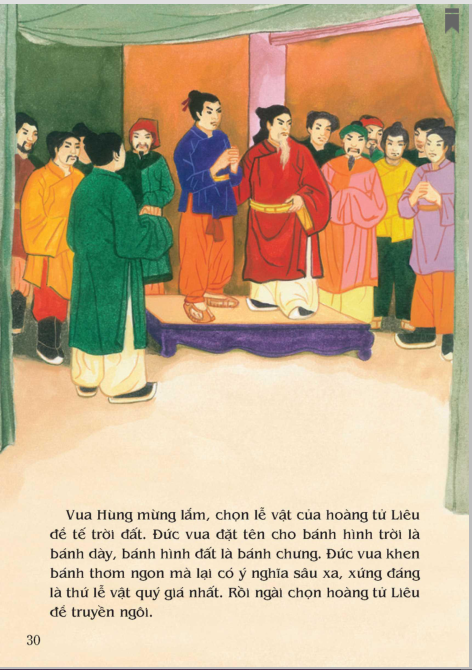 Vua Hùng mừng lắm, chọn lễ vật của hoàng tử Liêu
để tế trời đất. Đức vua đặt tên cho bánh hình trời là
bánh dày, bánh hình đất là bánh chưng. Đức vua khen
bánh thơm ngon mà lại có ý nghĩa sâu xa, xứng đáng
là thứ lễ vật quý giá nhất. Rồi ngài chọn hoàng tử Liêu
để truyền ngôi.
30